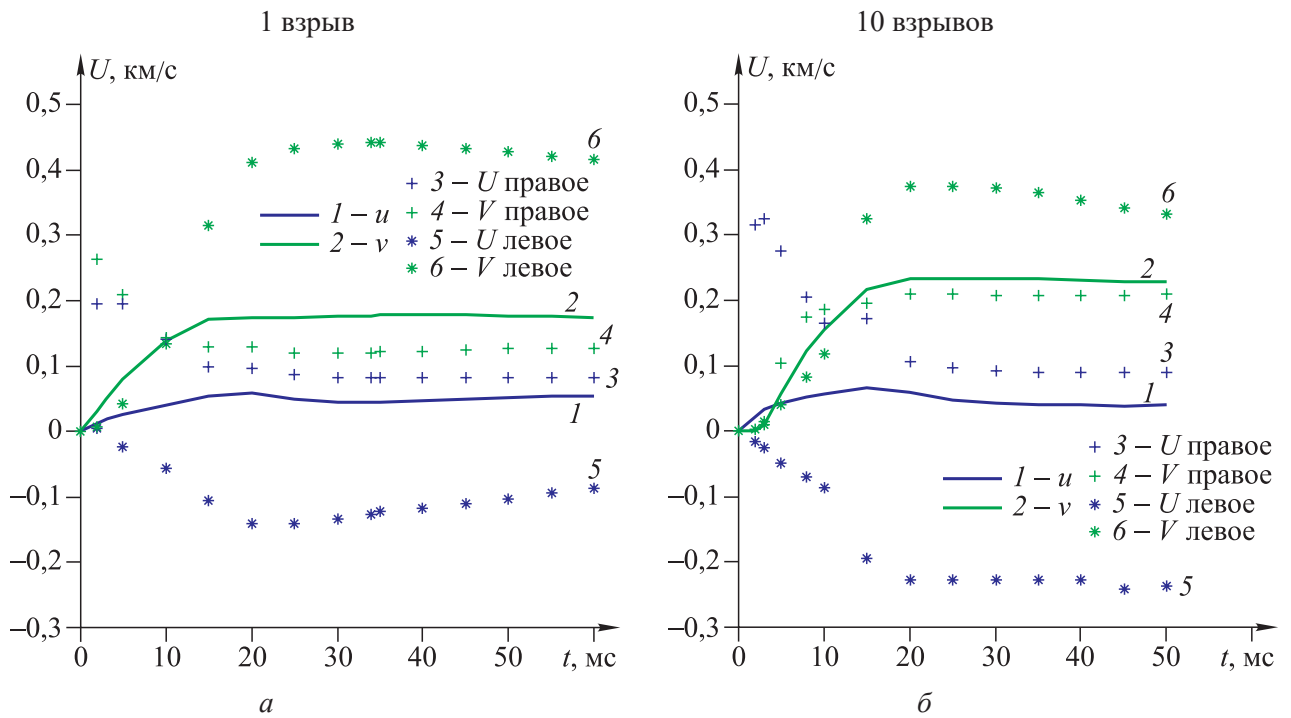 1 взрыв
U, км/с
0,5
0,4
0,3
0,2
0,1
0
–0,1
–0,2
–0,3
6
3 – U правое
4 – V правое
5 – U левое
6 – V левое
1 – u
2 – v
2
4
3
1
5
0
10
20
30
40
50
t, мс
а
10 взрывов
U, км/с
0,5
0,4
0,3
0,2
0,1
0
–0,1
–0,2
–0,3
6
2
4
3
1
3 – U правое
4 – V правое
5 – U левое
6 – V левое
1 – u
2 – v
5
0
10
20
30
40
50
t, мс
б